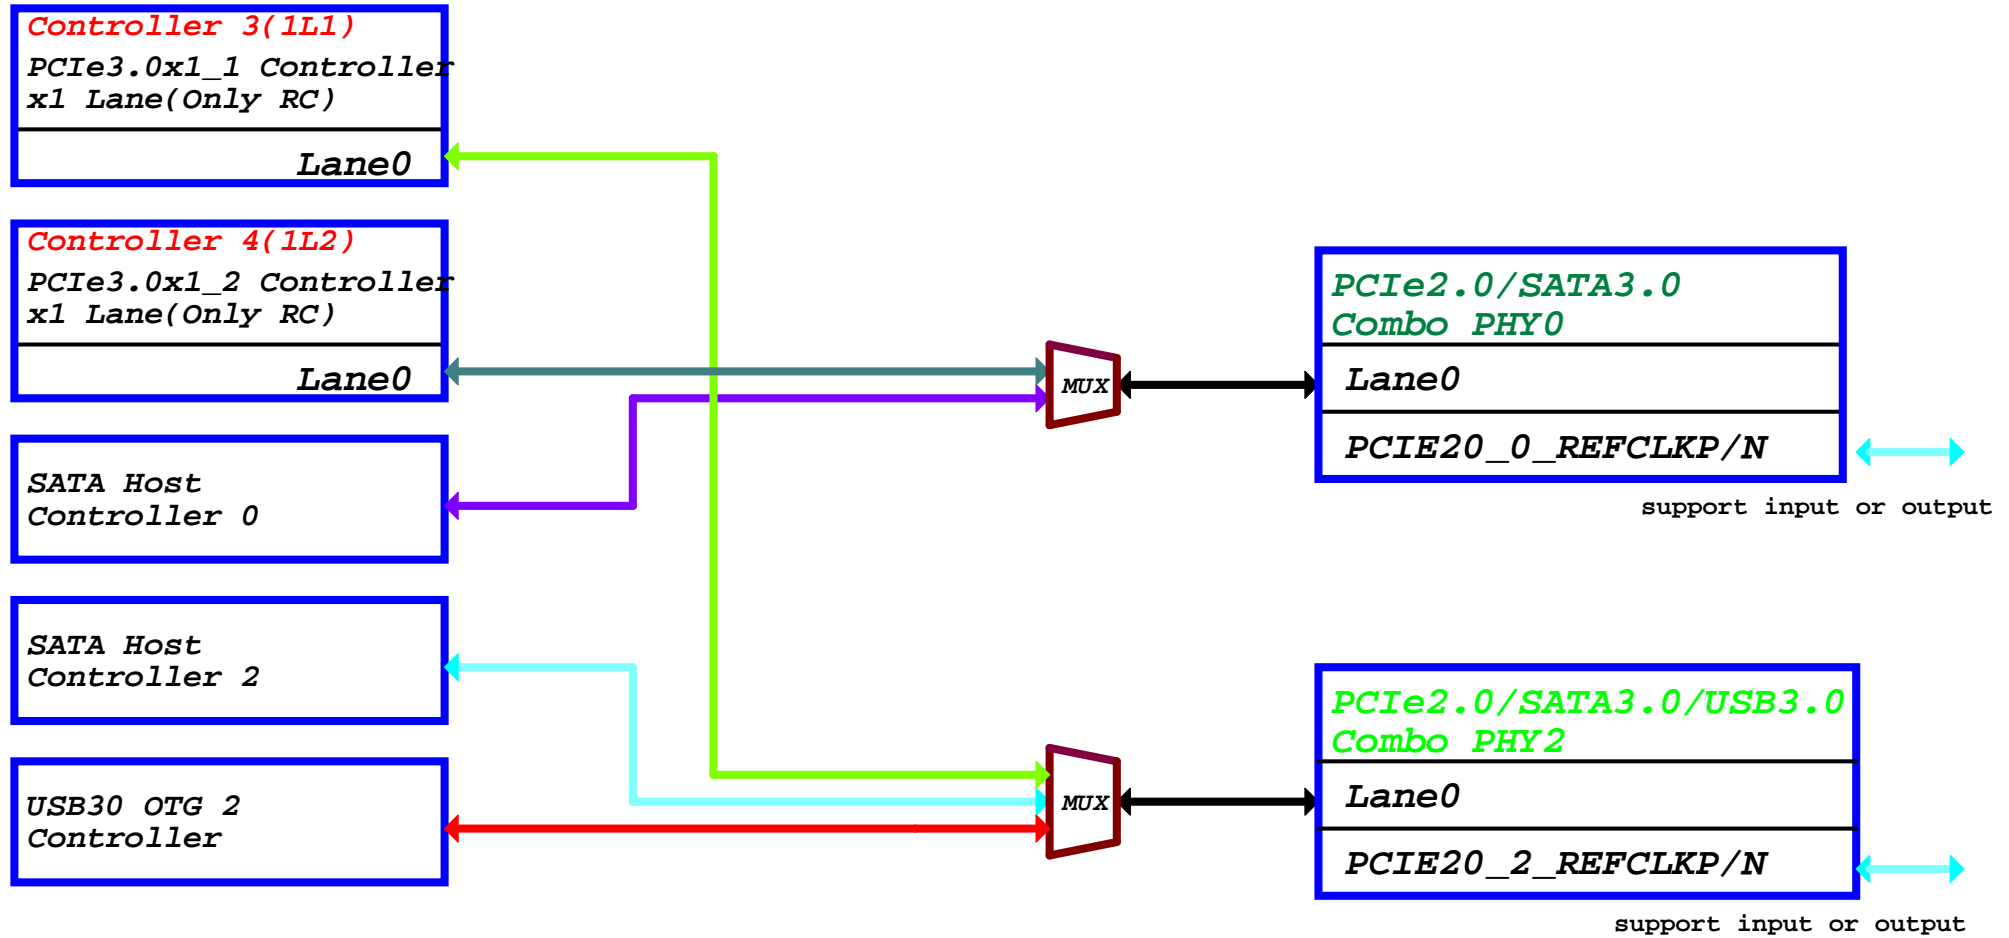 Controller 3(1L1)
PCIe3.0x1_1 Controller
x1 Lane(Only RC)
Lane0
Controller 4(1L2)
PCIe3.0x1_2 Controller
x1 Lane(Only RC)
Lane0
SATA Host
Controller 0
SATA Host
Controller 2
USB30 OTG 2
Controller
MUX
MUX
PCIe2.0/SATA3.0
Combo PHY0
Lane0
PCIE20_0_REFCLKP/N
support input or output
PCIe2.0/SATA3.0/USB3.0
Combo PHY2
Lane0
PCIE20_2_REFCLKP/N
support input or output